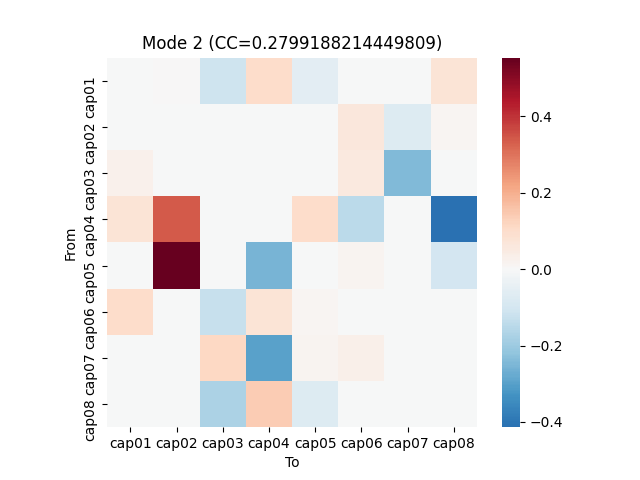 Mode 2 (CC=0.2799188214449809)
From
cap01
cap02
cap03
cap04
cap05
cap06
cap07
cap08
cap01 cap02 cap03 cap04 cap05 cap06 cap07 cap08
To
0.4
0.2
0.0
−0.2
−0.4